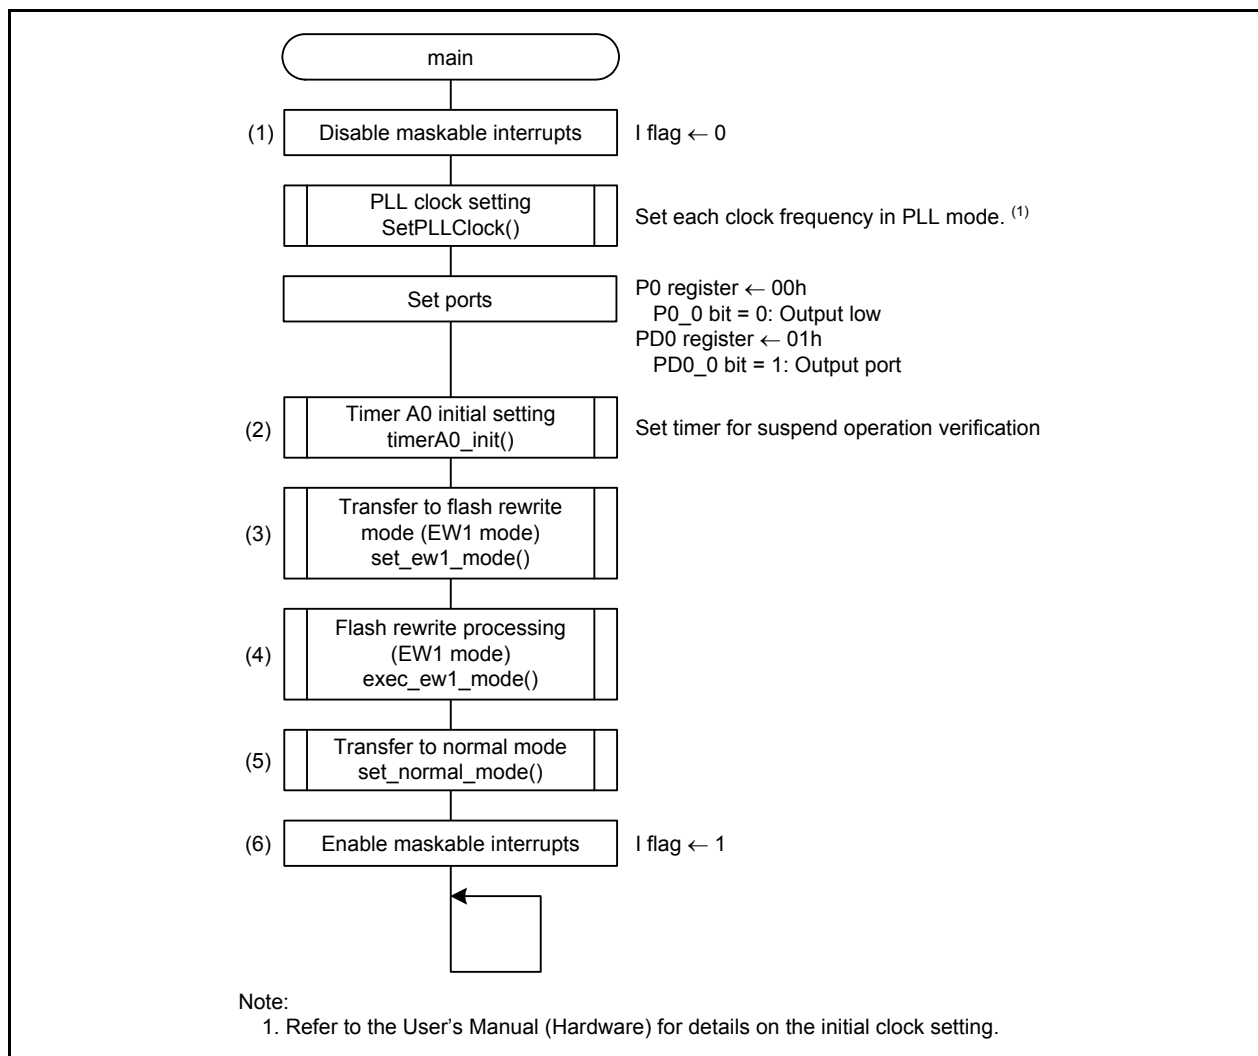 main
(1)
Disable maskable interrupts
I flag ← 0
PLL clock setting
SetPLLClock()
Set each clock frequency in PLL mode. (1)
Set ports
P0 register ← 00h
P0_0 bit = 0: Output low
PD0 register ← 01h
PD0_0 bit = 1: Output port
(2)
Timer A0 initial setting
timerA0_init()
Set timer for suspend operation verification
(3)
Transfer to flash rewrite
mode (EW1 mode)
set_ew1_mode()
(4)
Flash rewrite processing
(EW1 mode)
exec_ew1_mode()
(5)
Transfer to normal mode
set_normal_mode()
(6)
Enable maskable interrupts
I flag ← 1
Note:
1. Refer to the User's Manual (Hardware) for details on the initial clock setting.